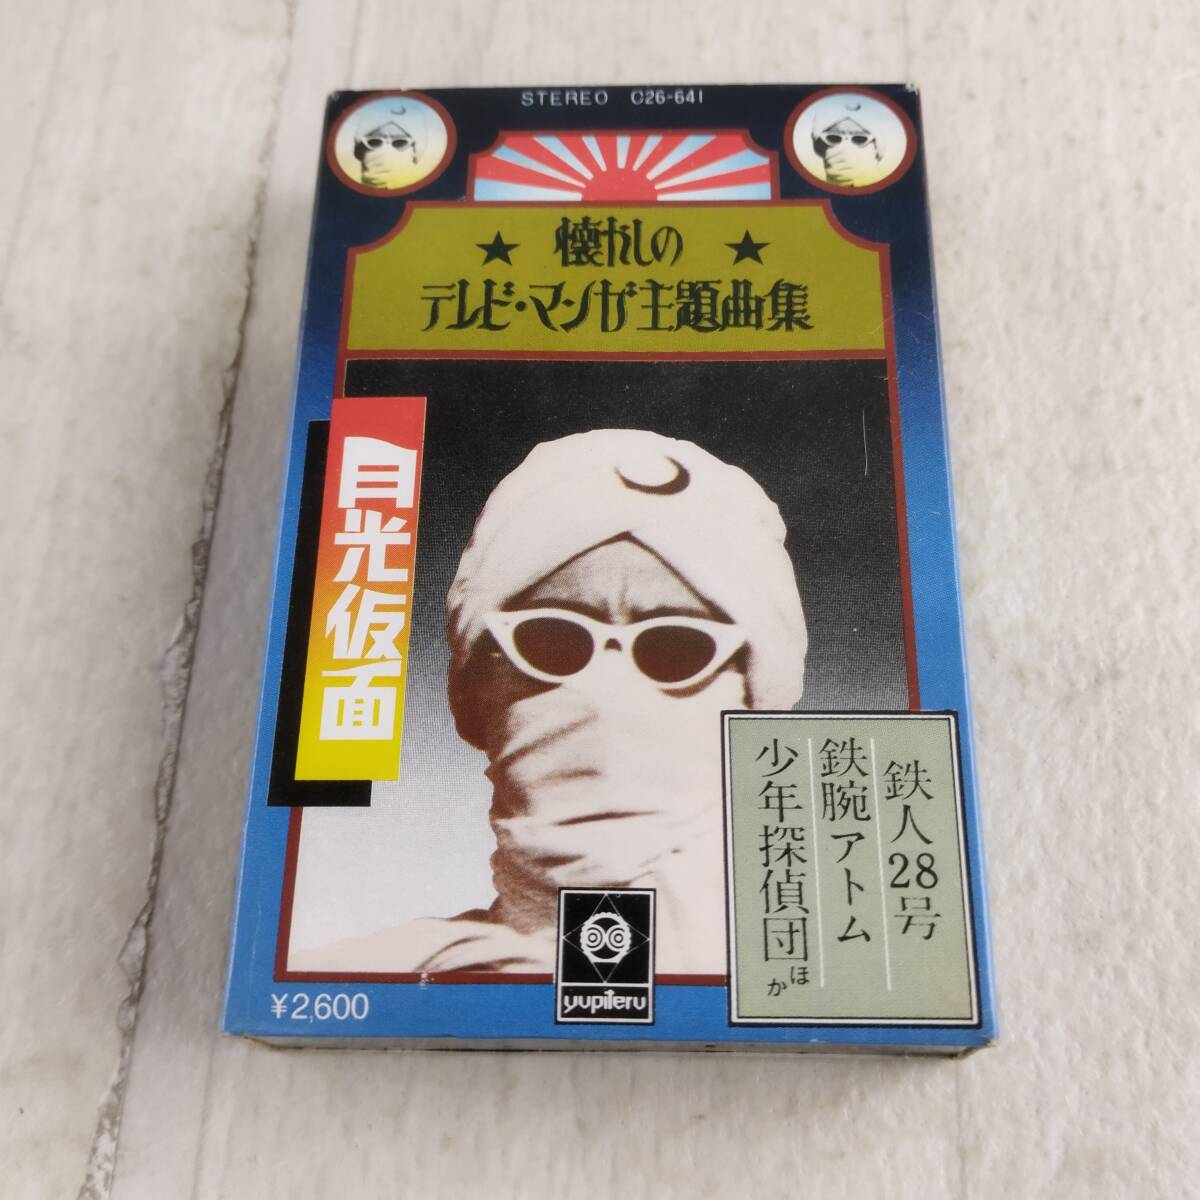 STEREO C26-641
懐かしの
テレビ・マンガ主題曲集
月光仮面
鉄人28号
鉄腕アトム
少年探偵団ほか
¥2,600
yupiteru